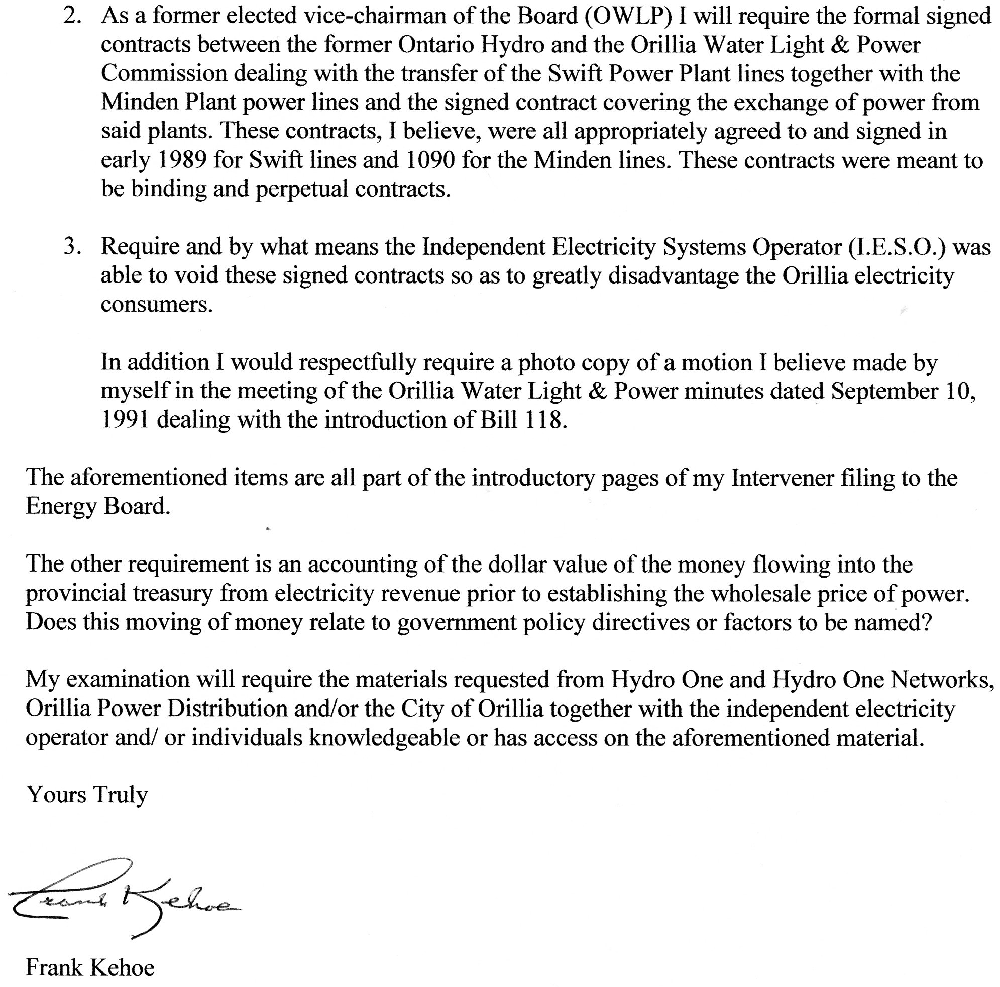 2. As a former elected vice-chairman of the Board (OWLP) I will require the formal signed
contracts between the former Ontario Hydro and the Orillia Water Light & Power
Commission dealing with the transfer of the Swift Power Plant lines together with the
Minden Plant power lines and the signed contract covering the exchange of power from
said plants. These contracts, I believe, were all appropriately agreed to and signed in
early 1989 for Swift lines and 1090 for the Minden lines. These contracts were meant to
be binding and perpetual contracts.
3. Require and by what means the Independent Electricity Systems Operator (I.E.S.O.) was
able to void these signed contracts so as to greatly disadvantage the Orillia electricity
consumers.
In addition I would respectfully require a photo copy of a motion I believe made by
myself in the meeting of the Orillia Water Light & Power minutes dated September 10,
1991 dealing with the introduction of Bill 118.
The aforementioned items are all part of the introductory pages of my Intervener filing to the
Energy Board.
The other requirement is an accounting of the dollar value of the money flowing into the
provincial treasury from electricity revenue prior to establishing the wholesale price of power.
Does this moving of money relate to government policy directives or factors to be named?
My examination will require the materials requested from Hydro One and Hydro One Networks,
Orillia Power Distribution and/or the City of Orillia together with the independent electricity
operator and/ or individuals knowledgeable or has access on the aforementioned material.
Yours Truly
Frank Kehoe
Frank Kehoe